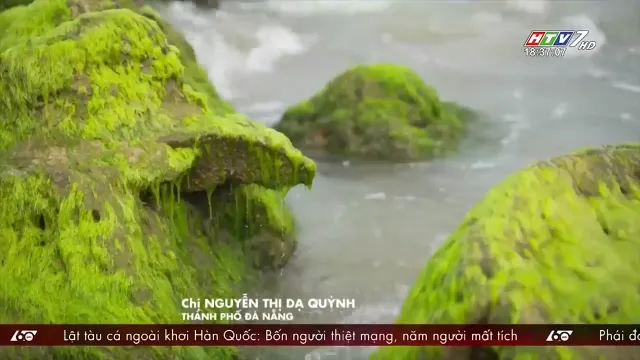 HTV7 HD
18:37:07
Chị NGUYỄN THỊ DẠ QUỲNH
THÀNH PHỐ ĐÀ NẴNG
Lật tàu cá ngoài khơi Hàn Quốc: Bốn người thiệt mạng, năm người mất tích
Phái đo